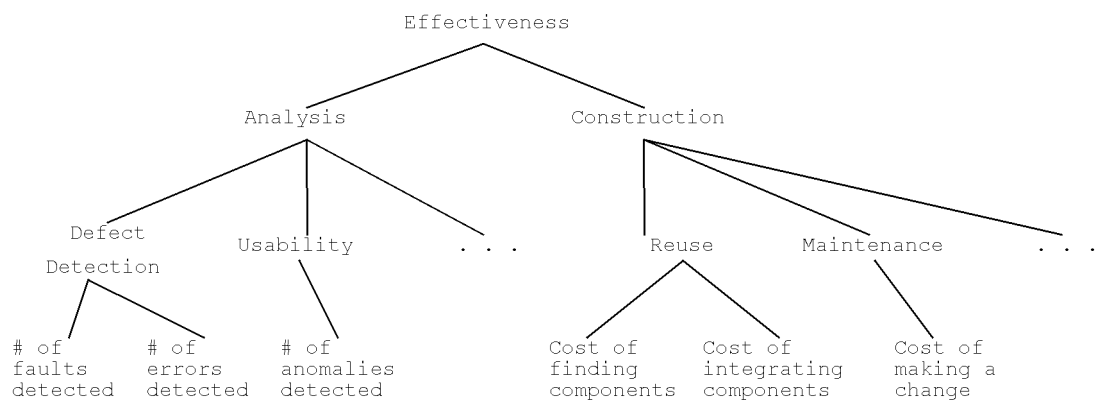 Effectiveness
Analysis
Construction
Defect
Detection
Usability
. . .
Reuse
Maintenance
. . .
# of
faults
detected
# of
errors
detected
# of
anomalies
detected
Cost of
finding
components
Cost of
integrating
components
Cost of
making a
change